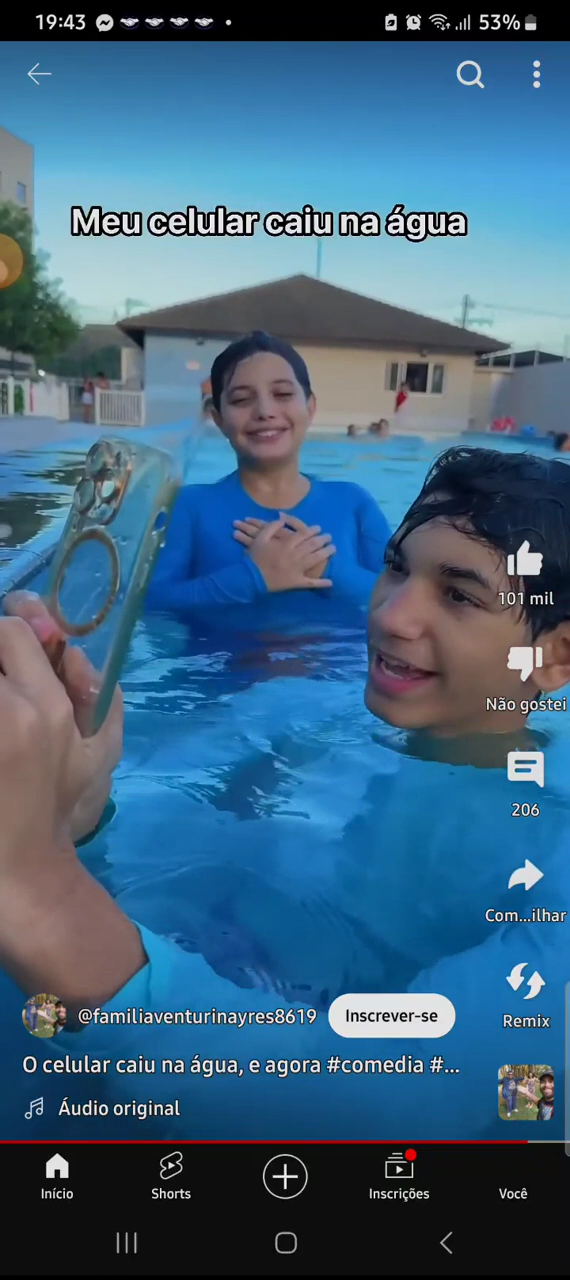 19:43
53%
Meu celular caiu na água
101 mil
Não gostei
206
Com...ilhar
Remix
@familiaventurinayres8619
Inscrever-se
O celular caiu na água, e agora #comedia #...
Áudio original
Início
Shorts
Inscrições
Você